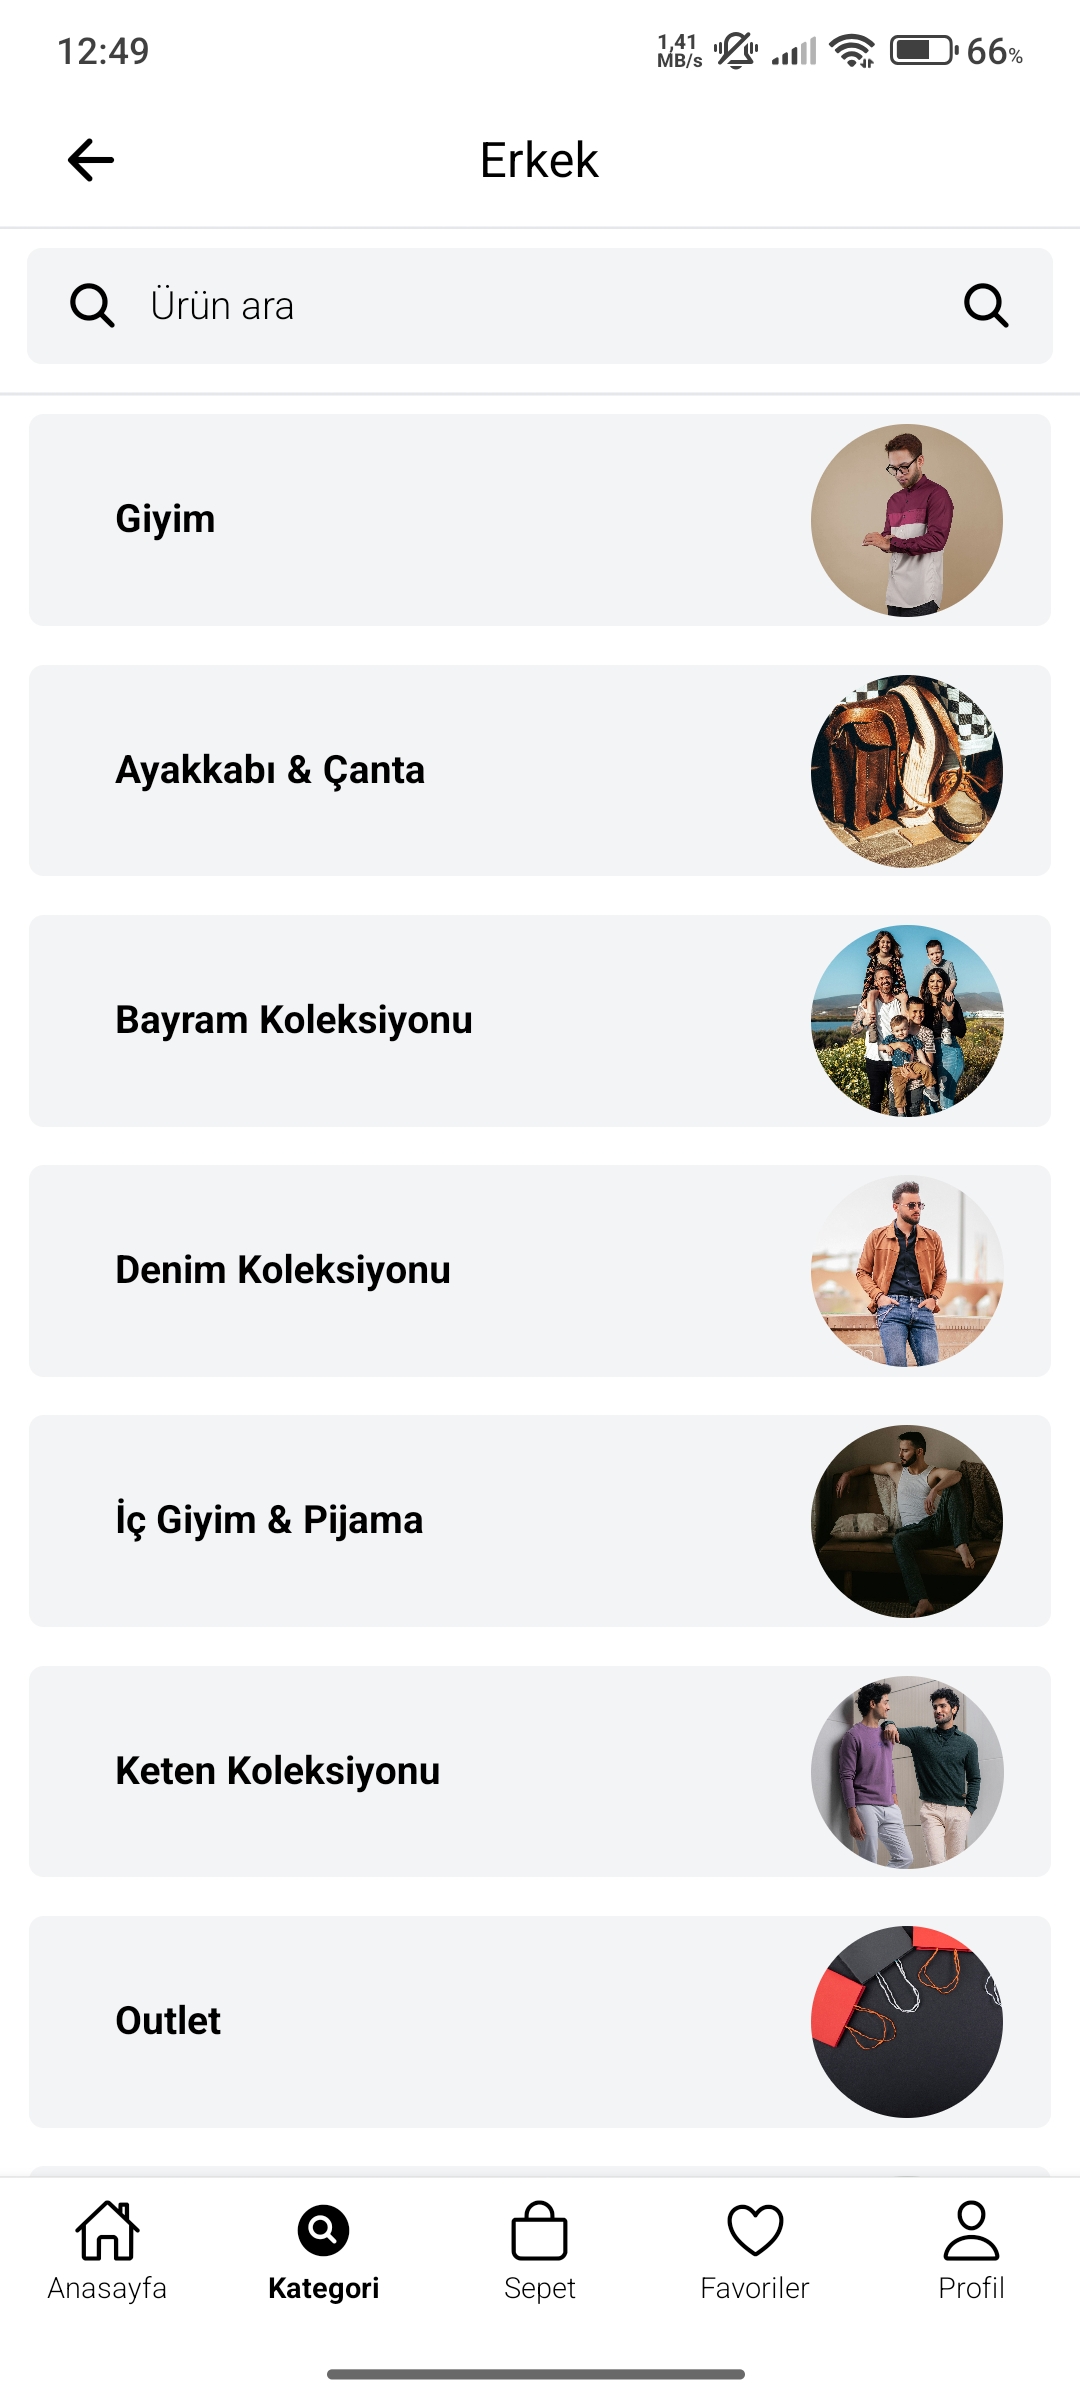 12:49
1,41
MB/s
66%
Erkek
Ürün ara
Giyim
Ayakkabı & Çanta
Bayram Koleksiyonu
Denim Koleksiyonu
İç Giyim & Pijama
Keten Koleksiyonu
Outlet
Anasayfa
Kategori
Sepet
Favoriler
Profil